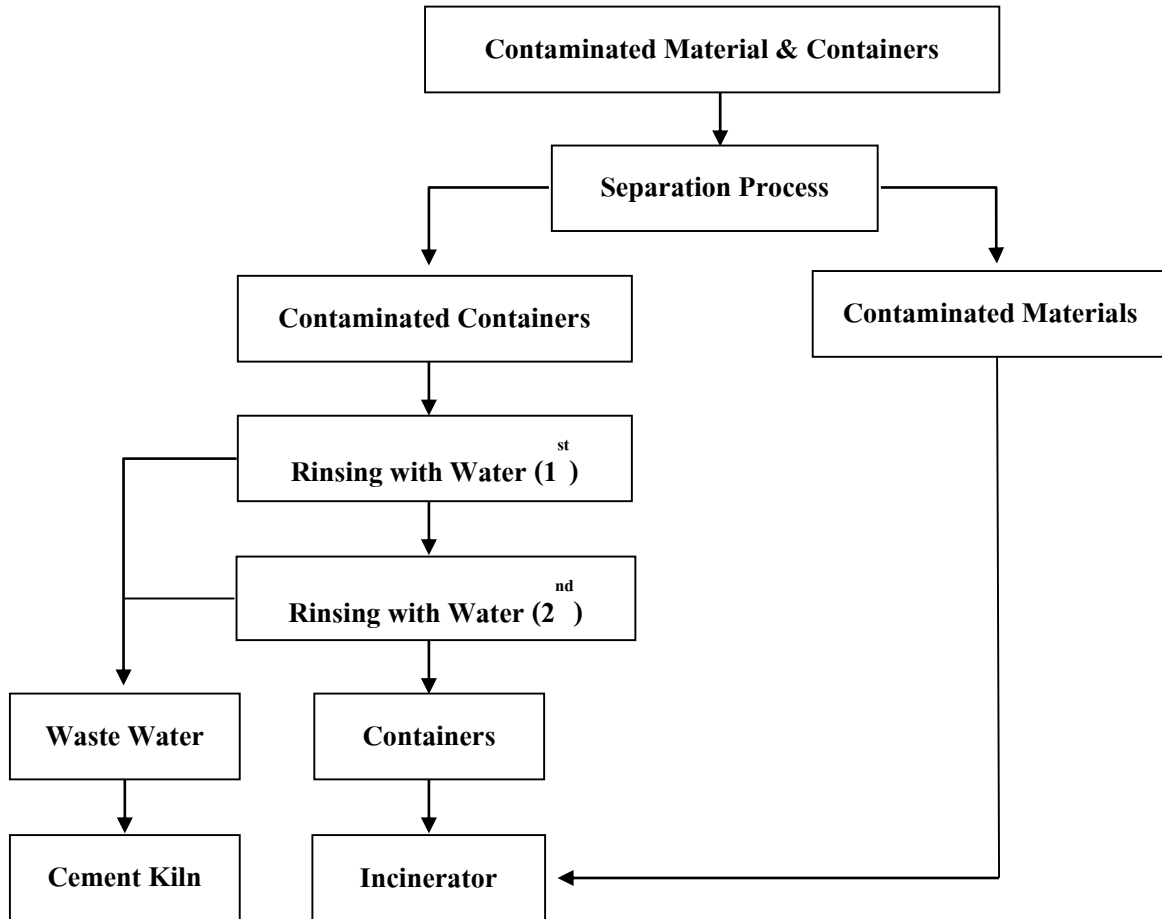 Contaminated Material & Containers
Separation Process
Contaminated Containers
Contaminated Materials
Rinsing with Water (1st)
Rinsing with Water (2nd)
Waste Water
Containers
Cement Kiln
Incinerator